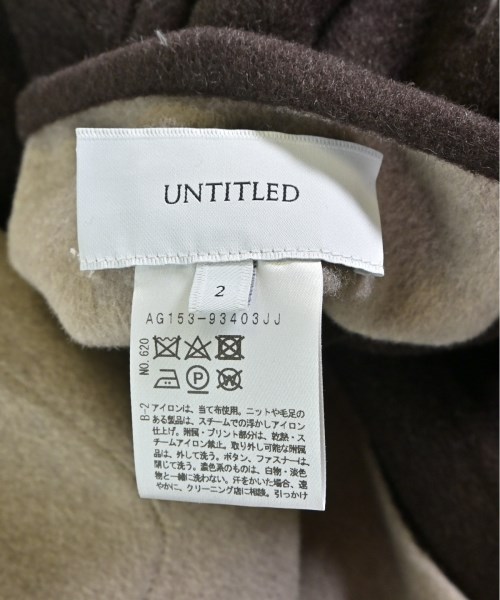 UNTITLED
2
AG153-93403JJ
NO.620
P
W
B-2
アイロンは、当て布使用。ニットや毛足の
ある製品は、スチームでの浮かしアイロン
仕上げ。附属・プリント部分は、乾熱・ス
チームアイロン禁止。取り外し可能な附属
品は、外して洗う。ボタン、ファスナーは、
閉じて洗う。濃色系のものは、白物・淡色
物と一緒に洗わない。汗をかいた場合、速
やかに、クリーニング店に相談。引っかけ